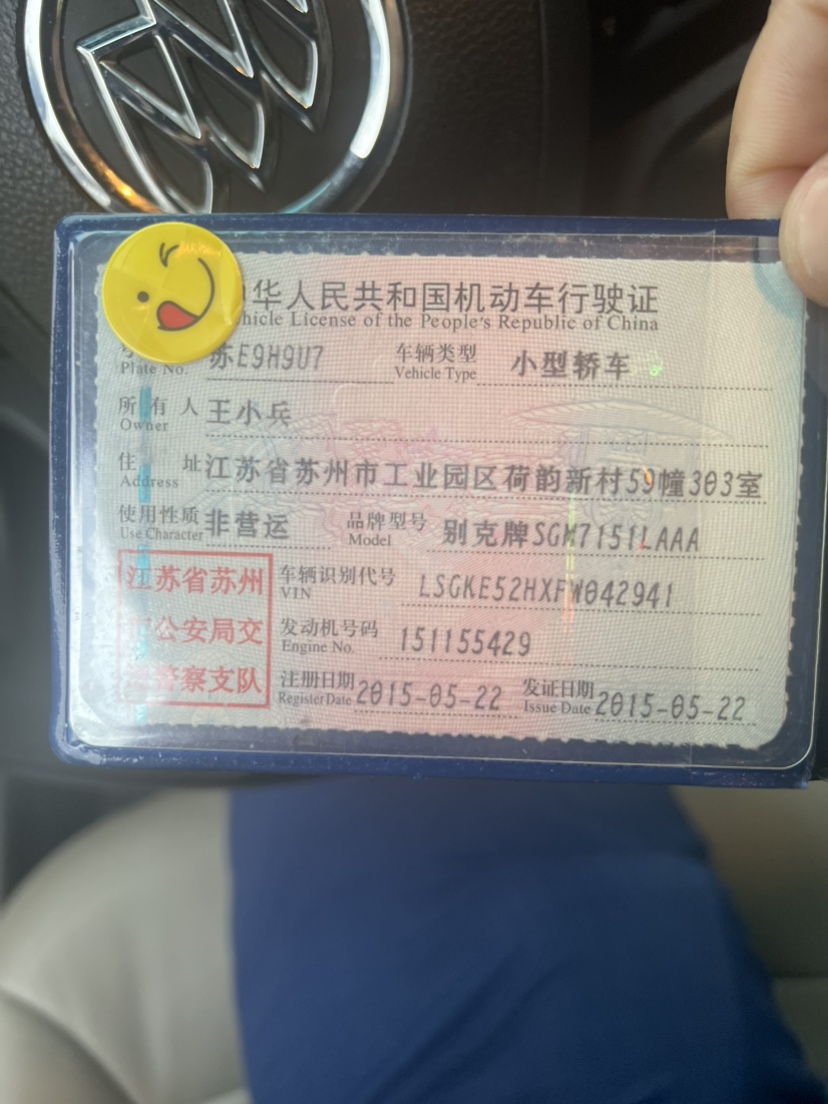 华人民共和国机动车行驶证
hicle License of the People's Republic of China
Plate No. 苏E9H9U7 车辆类型 Vehicle Type 小型轿车
所有人 Owner 王小兵
住址 Address 江苏省苏州市工业园区荷韵新村59幢303室
使用性质 Use Character 非营运 品牌型号 Model 别克牌SGM7151LAAA
江苏省苏州
公安局交
警察支队
车辆识别代号 VIN LSGKE52HXFW042941
发动机号码 Engine No. 151155429
注册日期 Register Date 2015-05-22 发证日期 Issue Date 2015-05-22